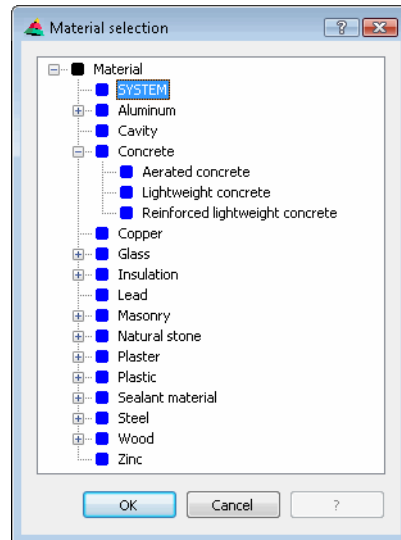 Material selection
Material
SYSTEM
Aluminum
Cavity
Concrete
Aerated concrete
Lightweight concrete
Reinforced lightweight concrete
Copper
Glass
Insulation
Lead
Masonry
Natural stone
Plaster
Plastic
Sealant material
Steel
Wood
Zinc
OK Cancel ?